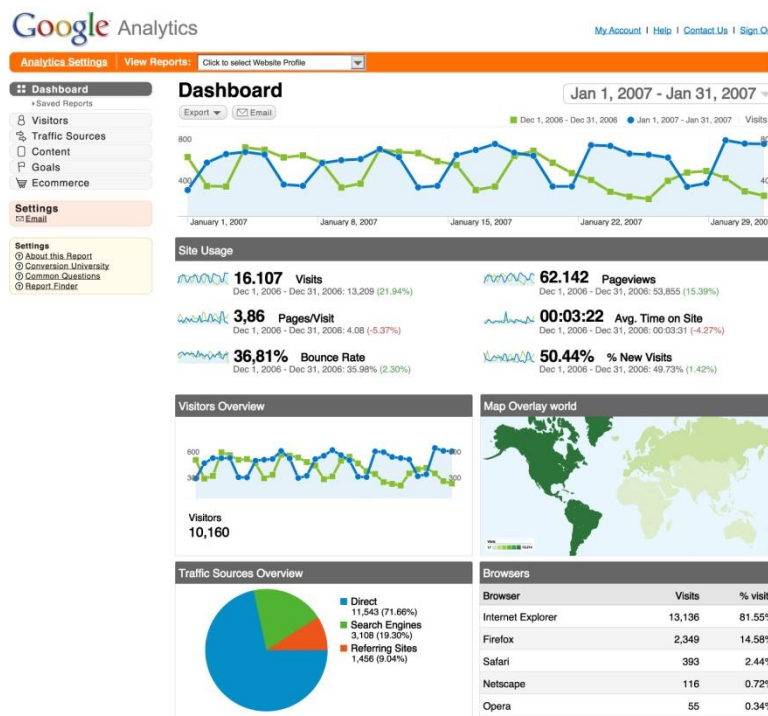 Google Analytics
My Account | Help | Contact Us | Sign O
Analytics Settings | View Reports: Click to select Website Profile
Dashboard
Saved Reports
Visitors
Traffic Sources
Content
Goals
Ecommerce
Settings
Email
Settings
About this Report
Conversion University
Common Questions
Report Finder
Dashboard
Jan 1, 2007 - Jan 31, 2007
Export Email
Dec 1, 2006 - Dec 31, 2006 Jan 1, 2007 - Jan 31, 2007 Visits
800 80
400 40
January 1, 2007 January 8, 2007 January 15, 2007 January 22, 2007 January 29, 200
Site Usage
16.107 Visits
Dec 1, 2006 - Dec 31, 2006: 13,209 (21.94%)
62.142 Pageviews
Dec 1, 2006 - Dec 31, 2006: 53,855 (15.39%)
3,86 Pages/Visit
Dec 1, 2006 - Dec 31, 2006: 4.08 (-5.37%)
00:03:22 Avg. Time on Site
Dec 1, 2006 - Dec 31, 2006: 00:03:31 (-4.27%)
36,81% Bounce Rate
Dec 1, 2006 - Dec 31, 2006: 35.98% (2.30%)
50.44% % New Visits
Dec 1, 2006 - Dec 31, 2006: 49.73% (1.42%)
Visitors Overview
600 600
300 300
Visitors
10,160
Map Overlay world
Traffic Sources Overview
Direct
11,543 (71.66%)
Search Engines
3,108 (19.30%)
Referring Sites
1,456 (9.04%)
Browsers
Browser Visits % visit
Internet Explorer 13,136 81.55%
Firefox 2,349 14.58%
Safari 393 2.44%
Netscape 116 0.72%
Opera 55 0.34%